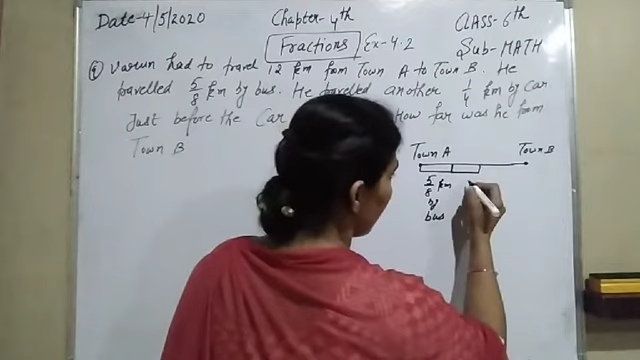 Date-4/5/2020 Chapter-4th CLASS-6th
Fractions Ex-4.2 Sub-MATH
Q) Varun had to travel 12 km from Town A to Town B. He
travelled 5/8 km by bus. He travelled another 1/4 km by car
Just before the Car How far was he from
Town B
Town A Town B
5/8 km
by
bus